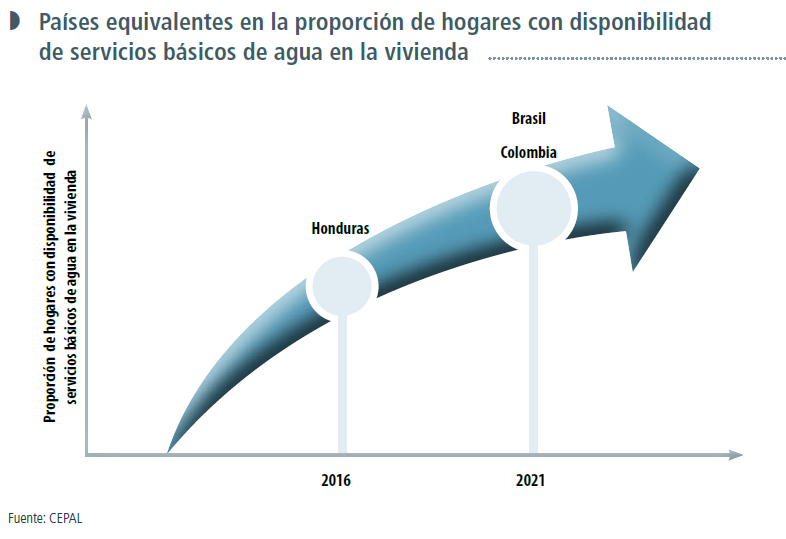 Países equivalentes en la proporción de hogares con disponibilidad
de servicios básicos de agua en la vivienda
Brasil
Colombia
Honduras
Proporción de hogares con disponibilidad de
servicios básicos de agua en la vivienda
2016
2021
Fuente: CEPAL